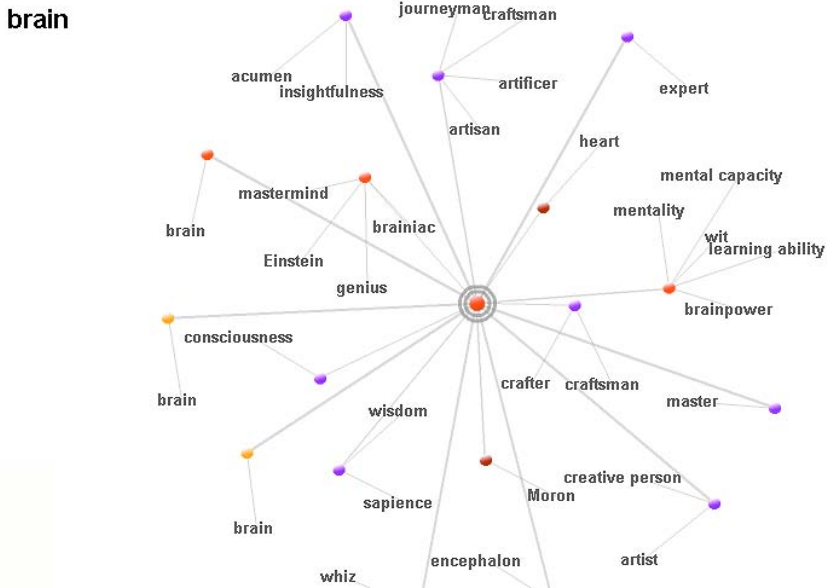 brain
journeyman
craftsman
acumen
insightfulness
artificer
expert
artisan
heart
mental capacity
mastermind
mentality
brain
brainiac
wit
learning ability
Einstein
genius
brainpower
consciousness
crafter
craftsman
brain
master
wisdom
creative person
sapience
Moron
brain
artist
encephalon
whiz